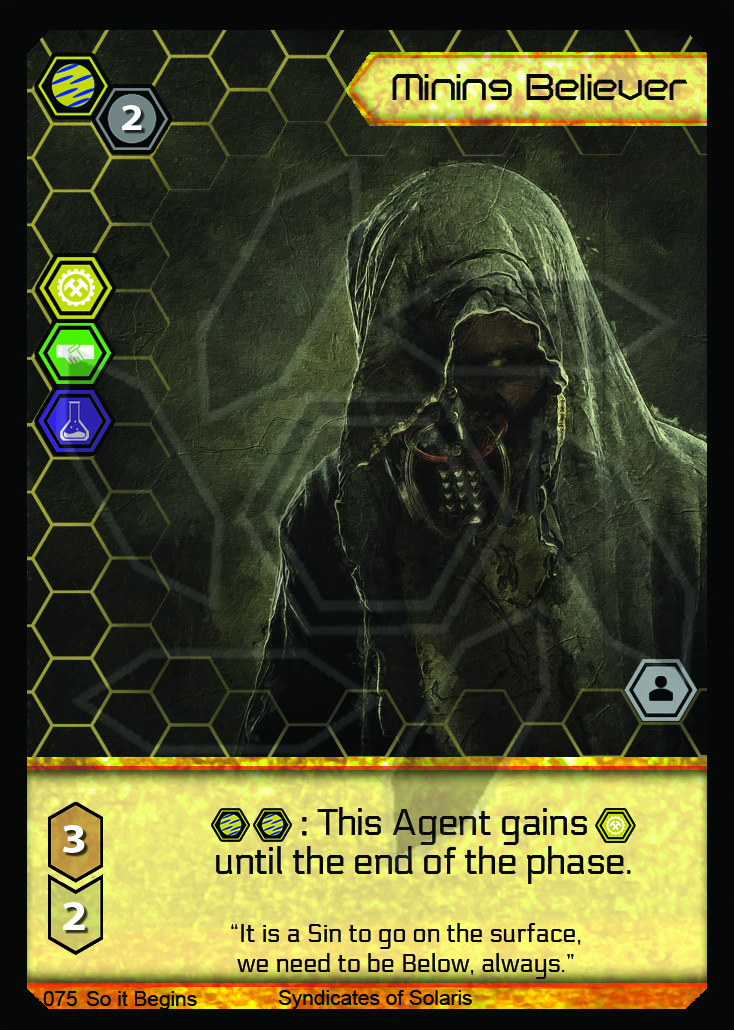 Mining Believer
2
3
2
: This Agent gains
until the end of the phase.
“It is a Sin to go on the surface,
we need to be Below, always.”
075 So it Begins Syndicates of Solaris